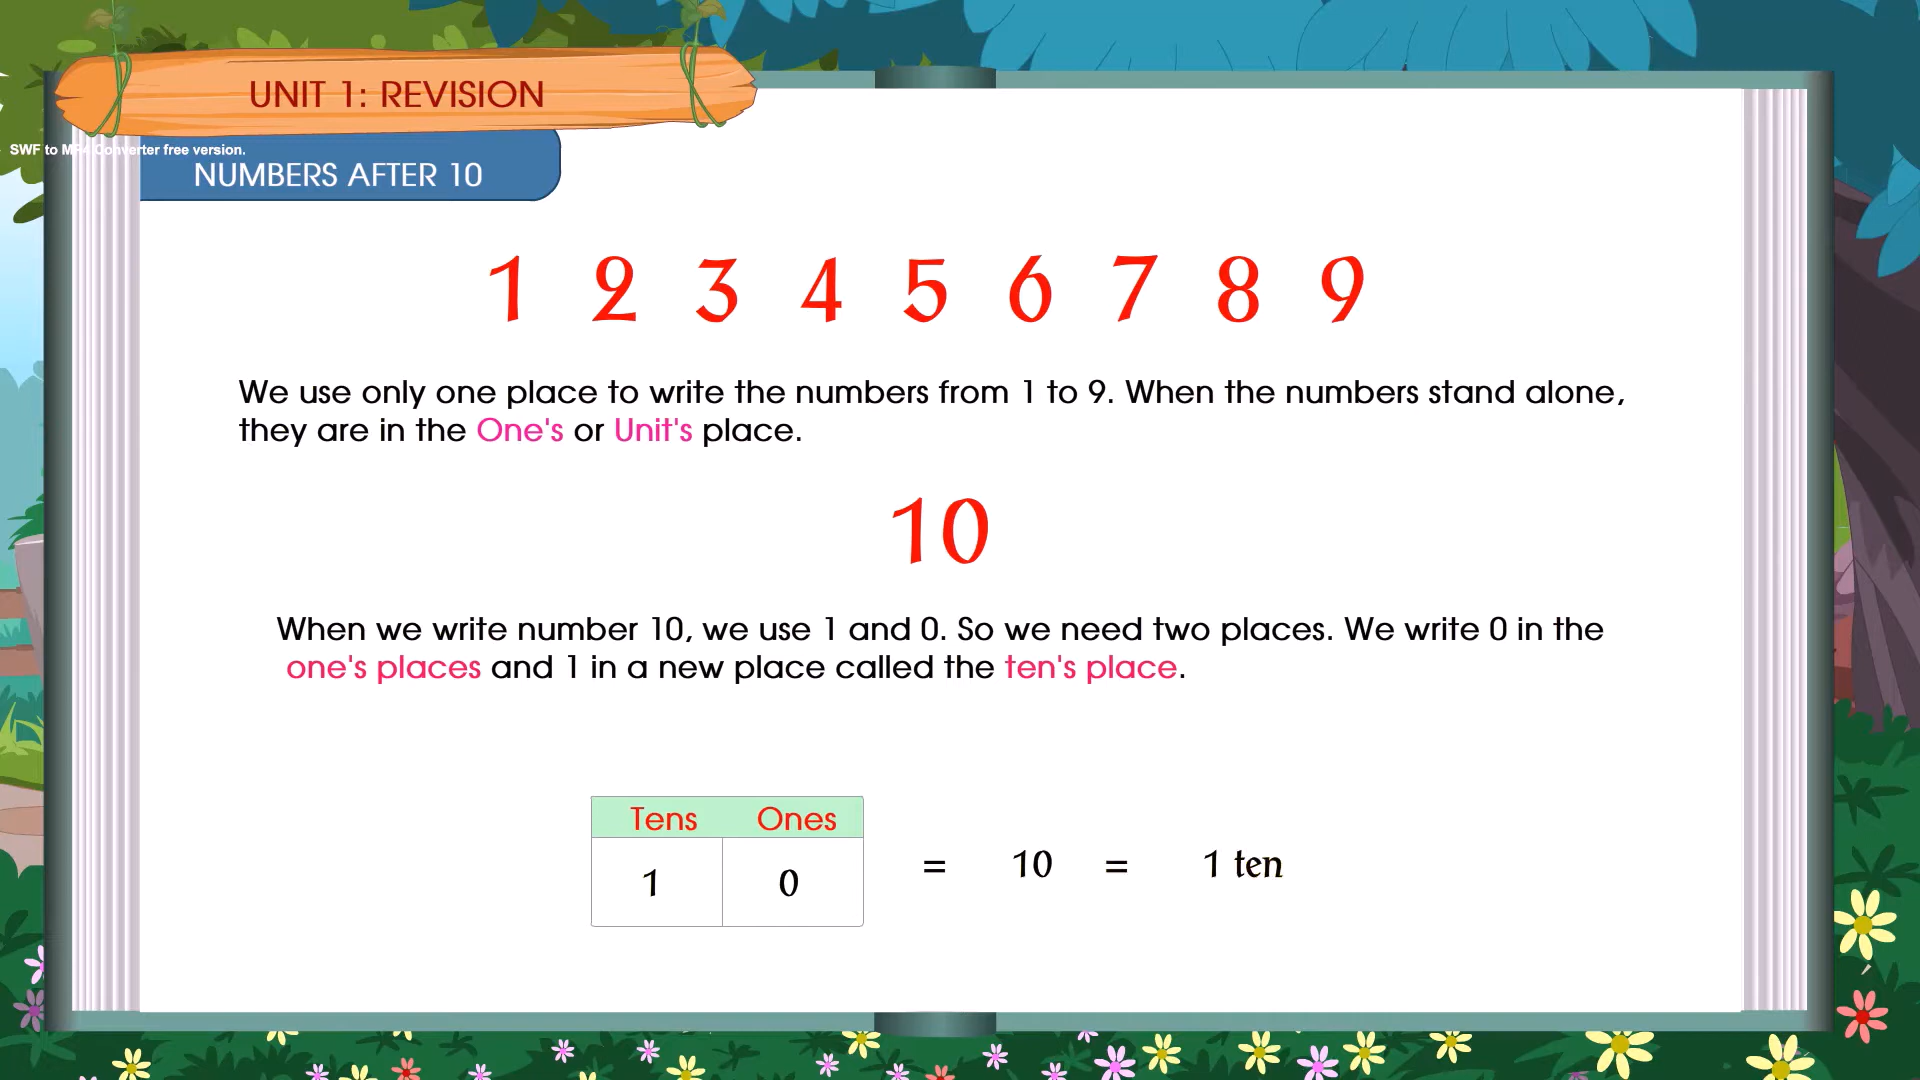 UNIT 1: REVISION
SWF to MP4 Converter free version.
NUMBERS AFTER 10
1 2 3 4 5 6 7 8 9
We use only one place to write the numbers from 1 to 9. When the numbers stand alone,
they are in the One's or Unit's place.
10
When we write number 10, we use 1 and 0. So we need two places. We write 0 in the
one's places and 1 in a new place called the ten's place.
Tens Ones
1 0 = 10 = 1 ten